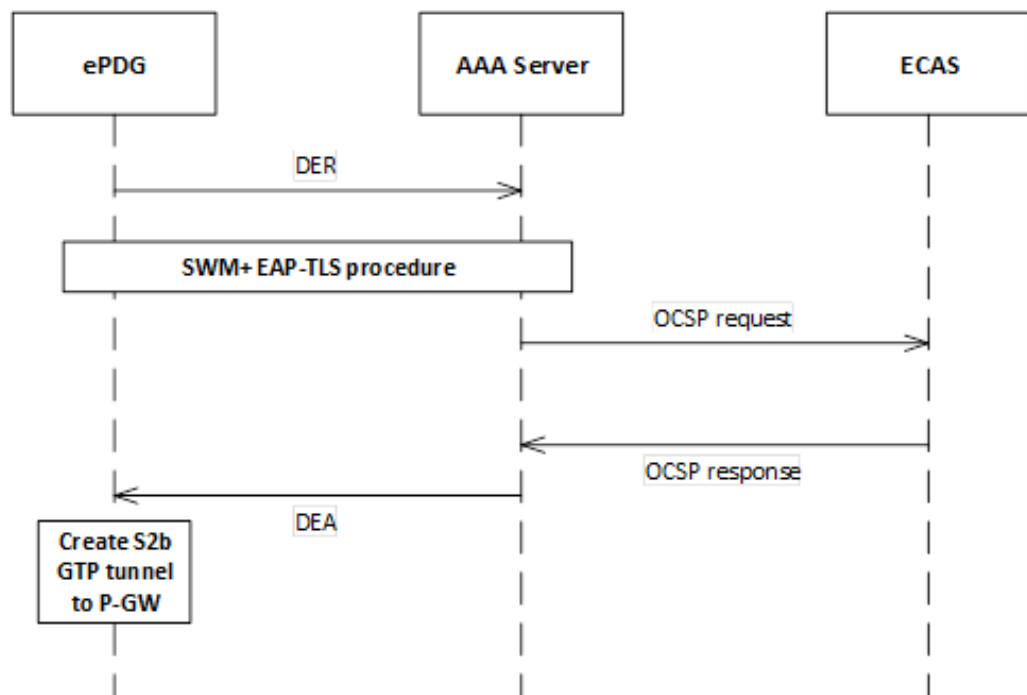 ePDG
AAA Server
ECAS
DER
SWM+ EAP-TLS procedure
OCSP request
OCSP response
DEA
Create S2b
GTP tunnel
to P-GW